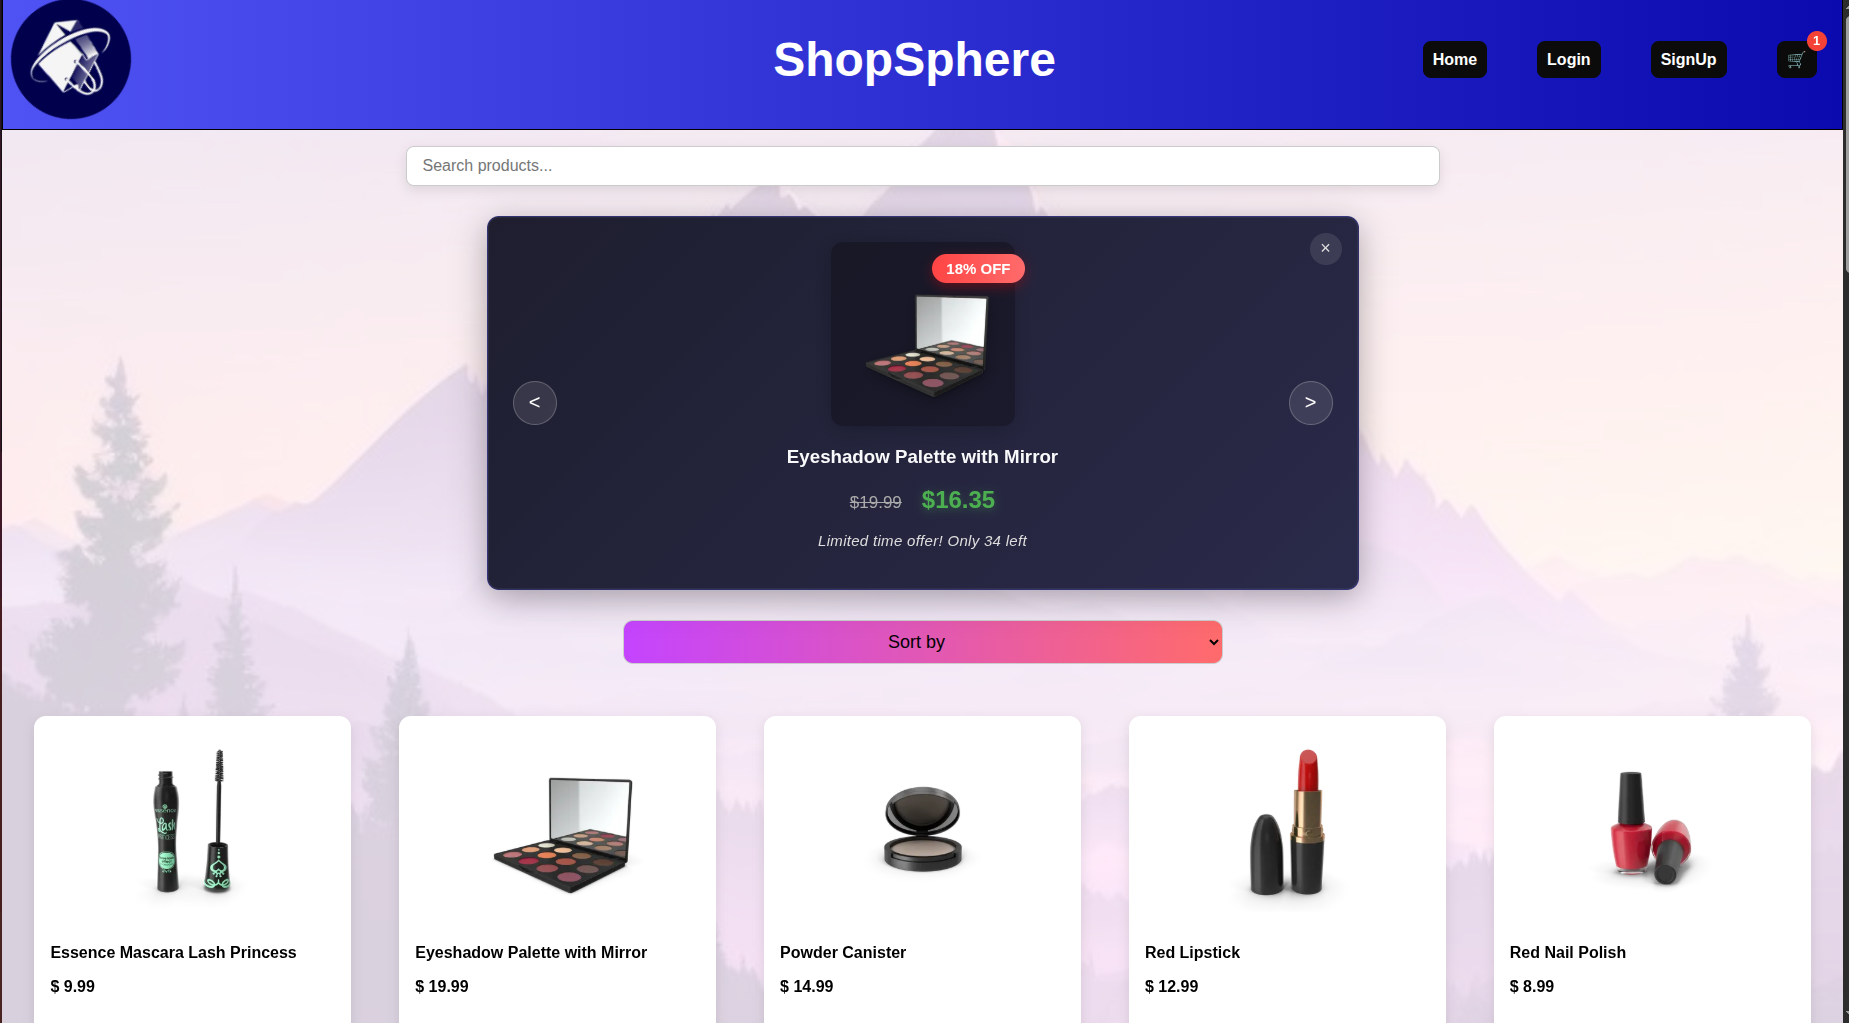 ShopSphere
Home
Login
SignUp
1
Search products...
×
18% OFF
<
>
Eyeshadow Palette with Mirror
$19.99 $16.35
Limited time offer! Only 34 left
Sort by
essence
Lash
Essence Mascara Lash Princess
$ 9.99
Eyeshadow Palette with Mirror
$ 19.99
Powder Canister
$ 14.99
Red Lipstick
$ 12.99
Red Nail Polish
$ 8.99